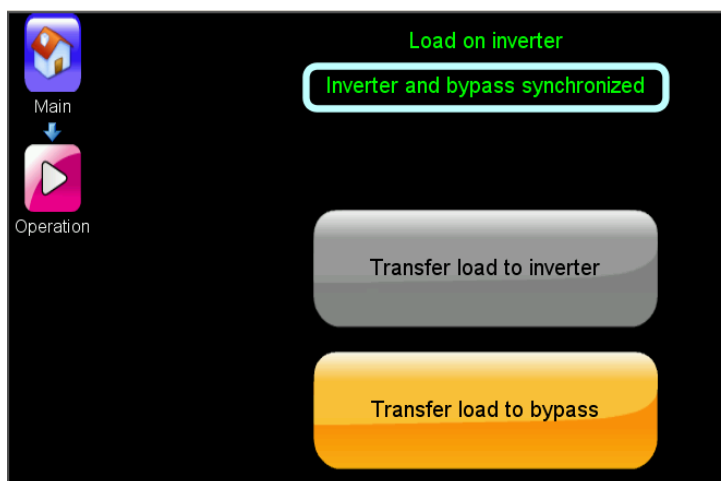 Load on inverter
Inverter and bypass synchronized
Main
Operation
Transfer load to inverter
Transfer load to bypass